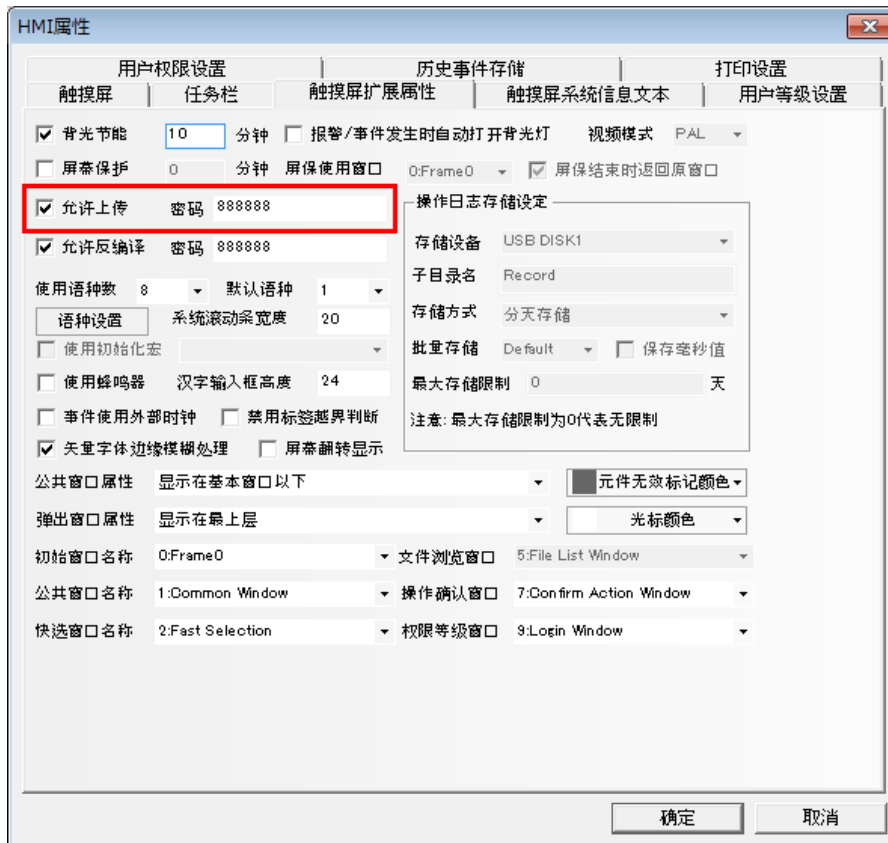 HMI属性
用户权限设置 历史事件存储 打印设置
触摸屏 任务栏 触摸屏扩展属性 触摸屏系统信息文本 用户等级设置
背光节能 10 分钟 报警/事件发生时自动打开背光灯 视频模式 PAL
屏幕保护 0 分钟 屏保使用窗口 0:Frame0 屏保结束时返回原窗口
允许上传 密码 888888
操作日志存储设定
允许反编译 密码 888888
存储设备 USB DISK1
子目录名 Record
使用语种数 8 默认语种 1
语种设置 系统滚动条宽度 20
存储方式 分天存储
使用初始化宏
批量存储 Default 保存毫秒值
使用蜂鸣器 汉字输入框高度 24
最大存储限制 0 天
事件使用外部时钟 禁用标签越界判断
注意:最大存储限制为0代表无限制
矢量字体边缘模糊处理 屏幕翻转显示
公共窗口属性 显示在基本窗口以下 元件无效标记颜色
弹出窗口属性 显示在最上层 光标颜色
初始窗口名称 0:Frame0 文件浏览窗口 5:File List Window
公共窗口名称 1:Common Window 操作确认窗口 7:Confirm Action Window
快选窗口名称 2:Fast Selection 权限等级窗口 9:Login Window
确定 取消